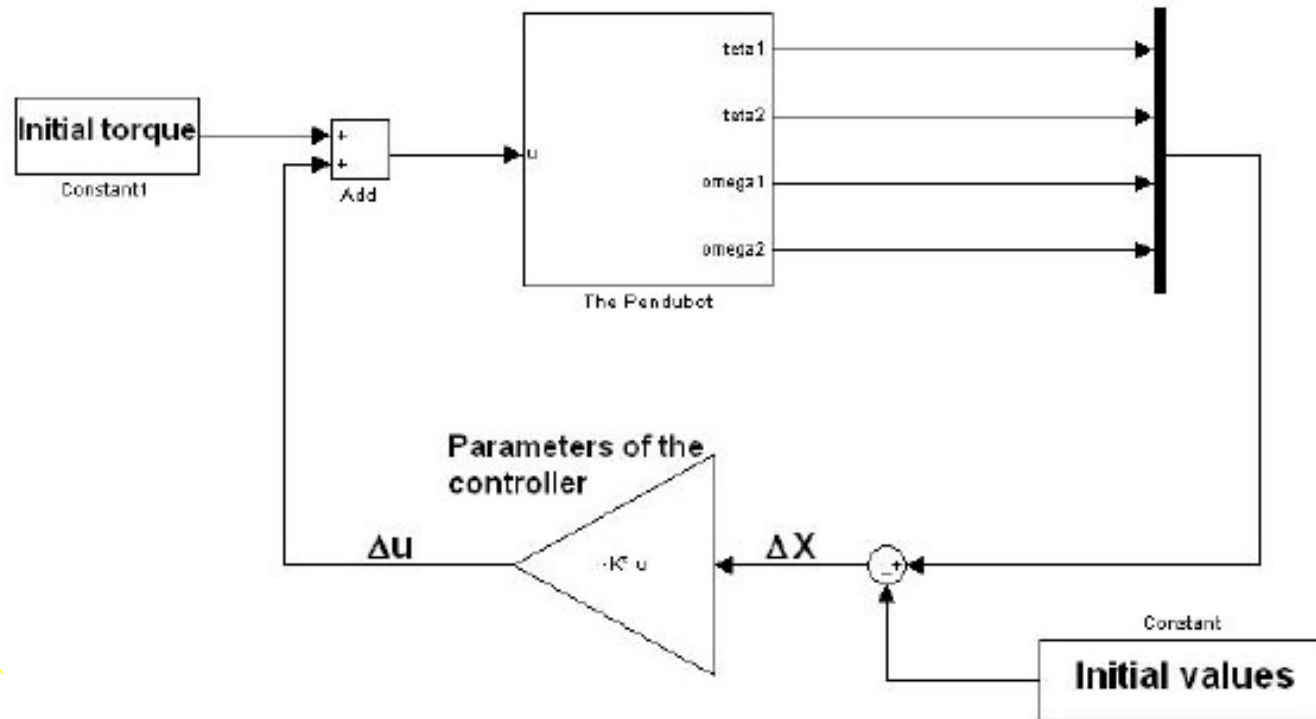 teta1
teta2
omega1
omega2
u
The Pendubot
Initial torque
Constant1
+
+
Add
Parameters of the
controller
Δu
-K* u
ΔX
- +
Constant
Initial values